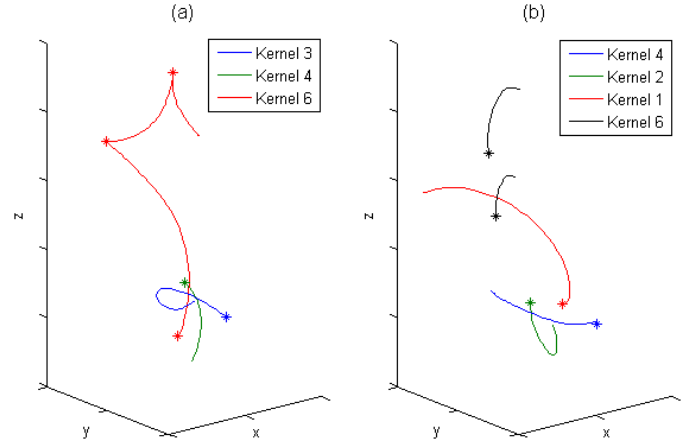 (a)
Kernel 3
Kernel 4
Kernel 6
z
y
x
(b)
Kernel 4
Kernel 2
Kernel 1
Kernel 6
z
y
x